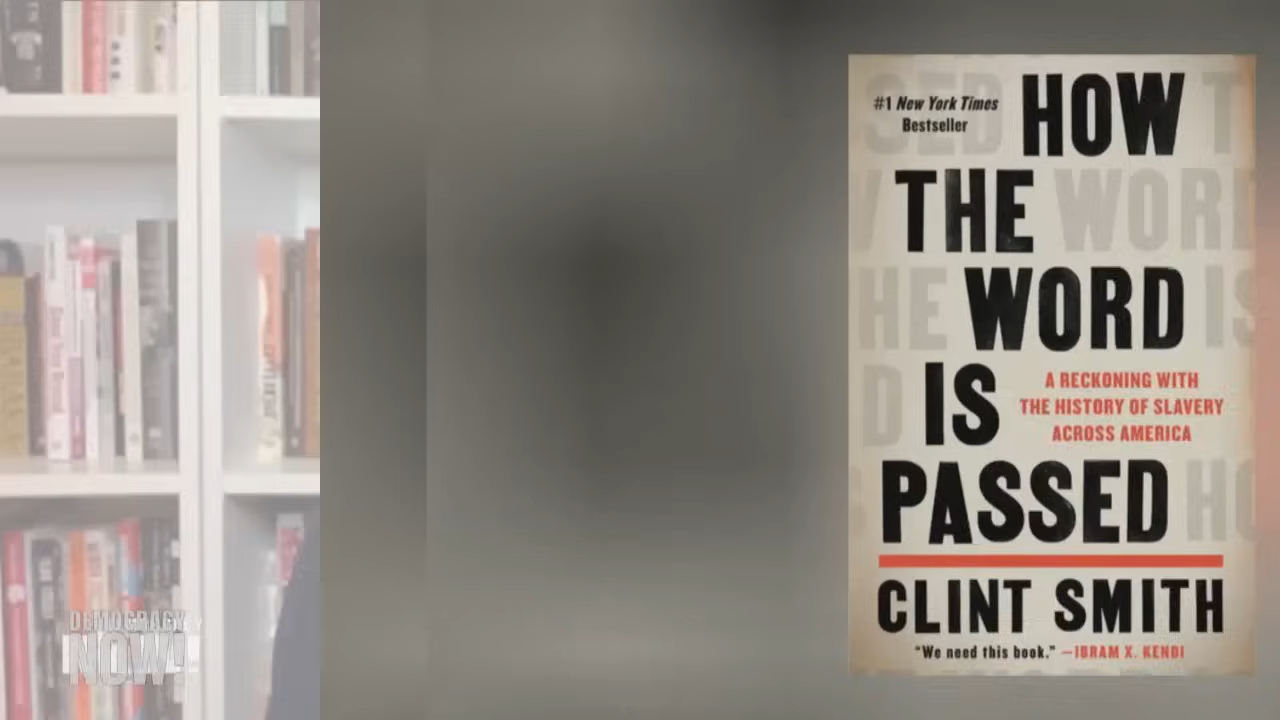 #1 New York Times
Bestseller
HOW
THE
WORD
IS
A RECKONING WITH
THE HISTORY OF SLAVERY
ACROSS AMERICA
PASSED
CLINT SMITH
"We need this book." —IBRAM X. KENDI
DEMOCRACY
NOW!